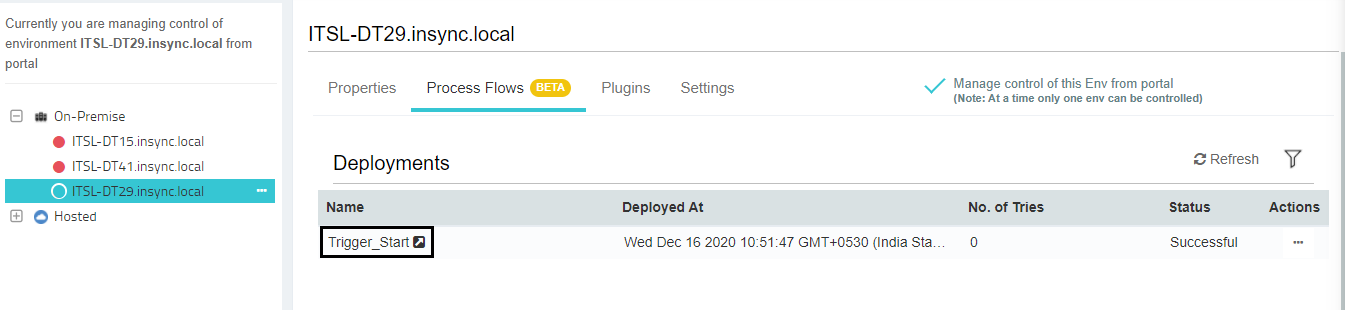 Currently you are managing control of
environment ITSL-DT29.insync.local from
portal
On-Premise
ITSL-DT15.insync.local
ITSL-DT41.insync.local
ITSL-DT29.insync.local
Hosted
ITSL-DT29.insync.local
Properties Process Flows BETA Plugins Settings
Manage control of this Env from portal
(Note: At a time only one env can be controlled)
Deployments
Refresh
Name Deployed At No. of Tries Status Actions
Trigger_Start Wed Dec 16 2020 10:51:47 GMT+0530 (India Sta... 0 Successful